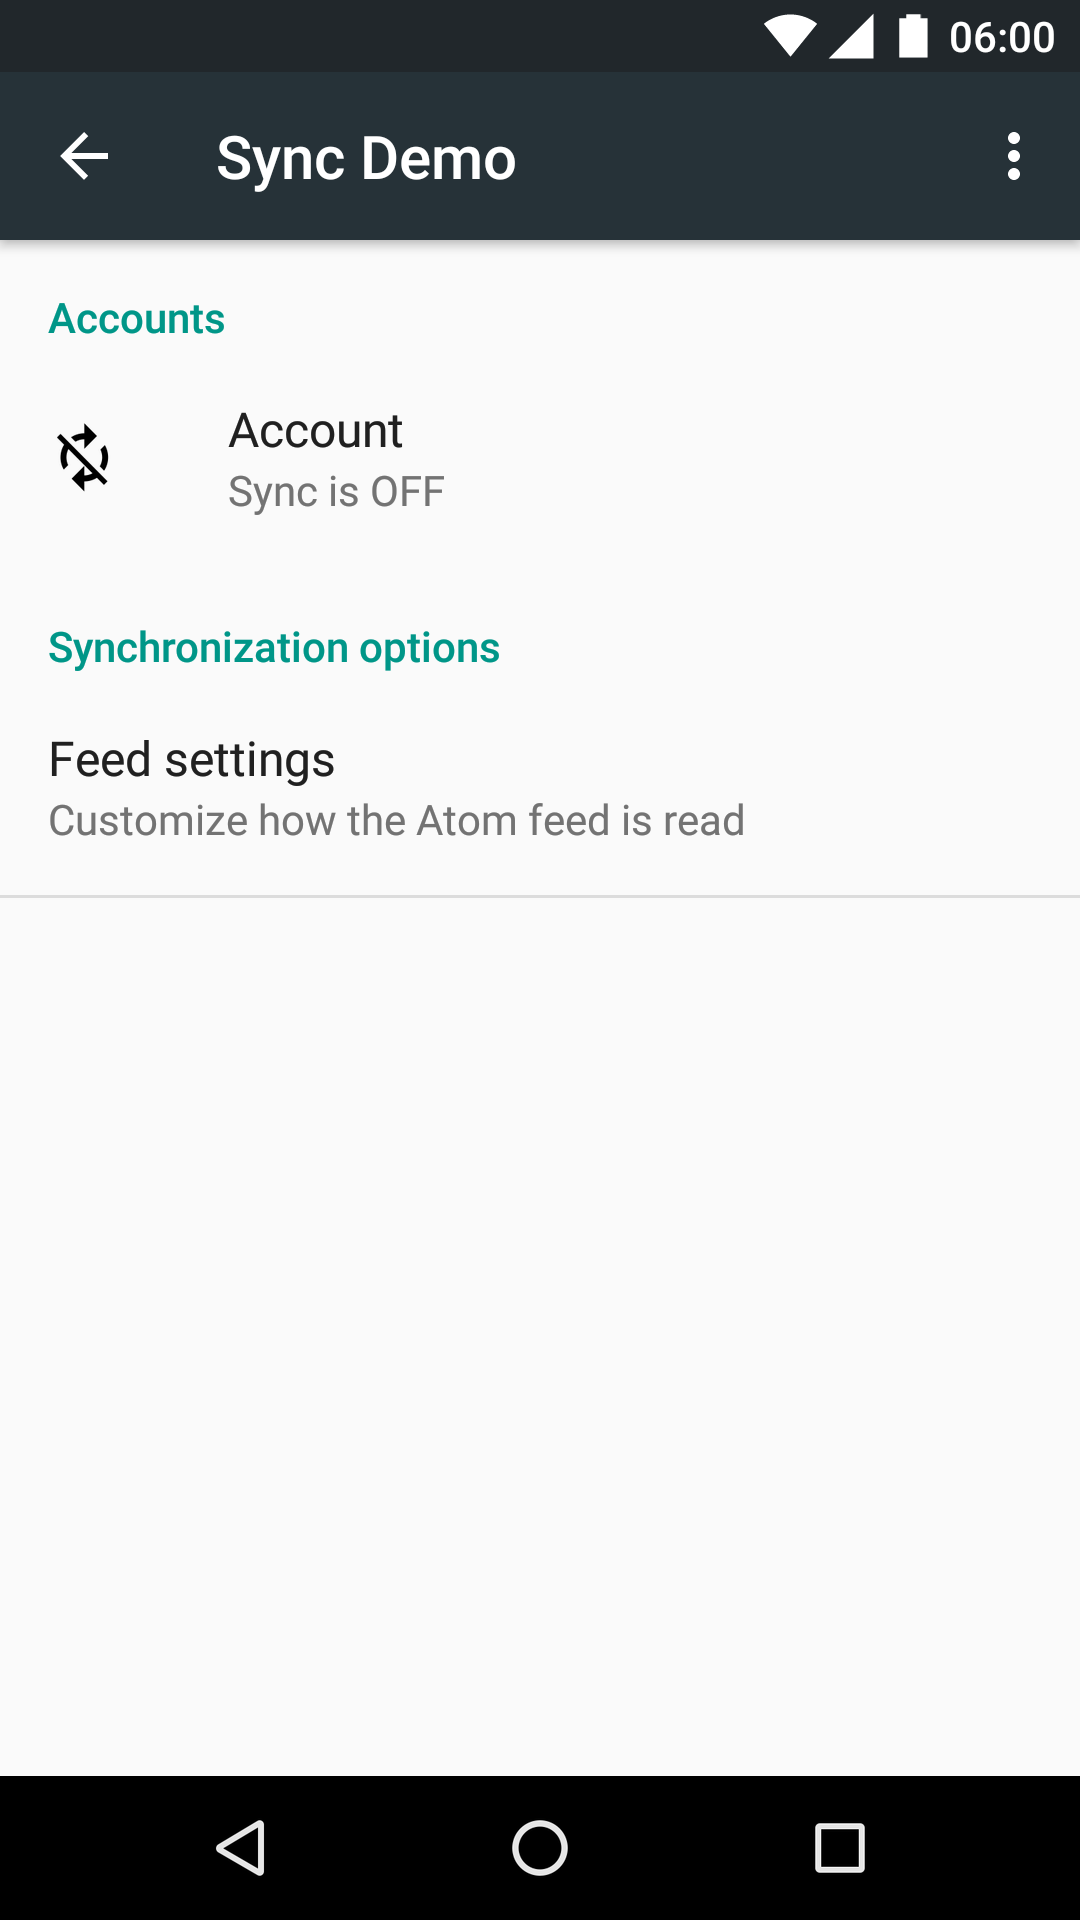 06:00
Sync Demo
Accounts
Account
Sync is OFF
Synchronization options
Feed settings
Customize how the Atom feed is read